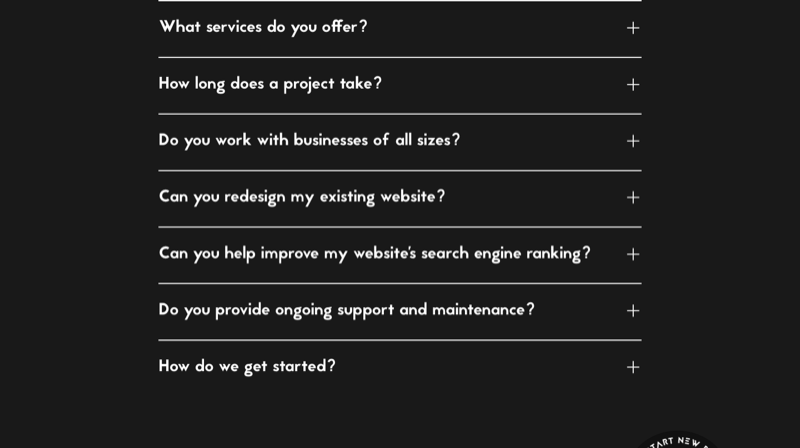 What services do you offer?
How long does a project take?
Do you work with businesses of all sizes?
Can you redesign my existing website?
Can you help improve my website's search engine ranking?
Do you provide ongoing support and maintenance?
How do we get started?
NEW